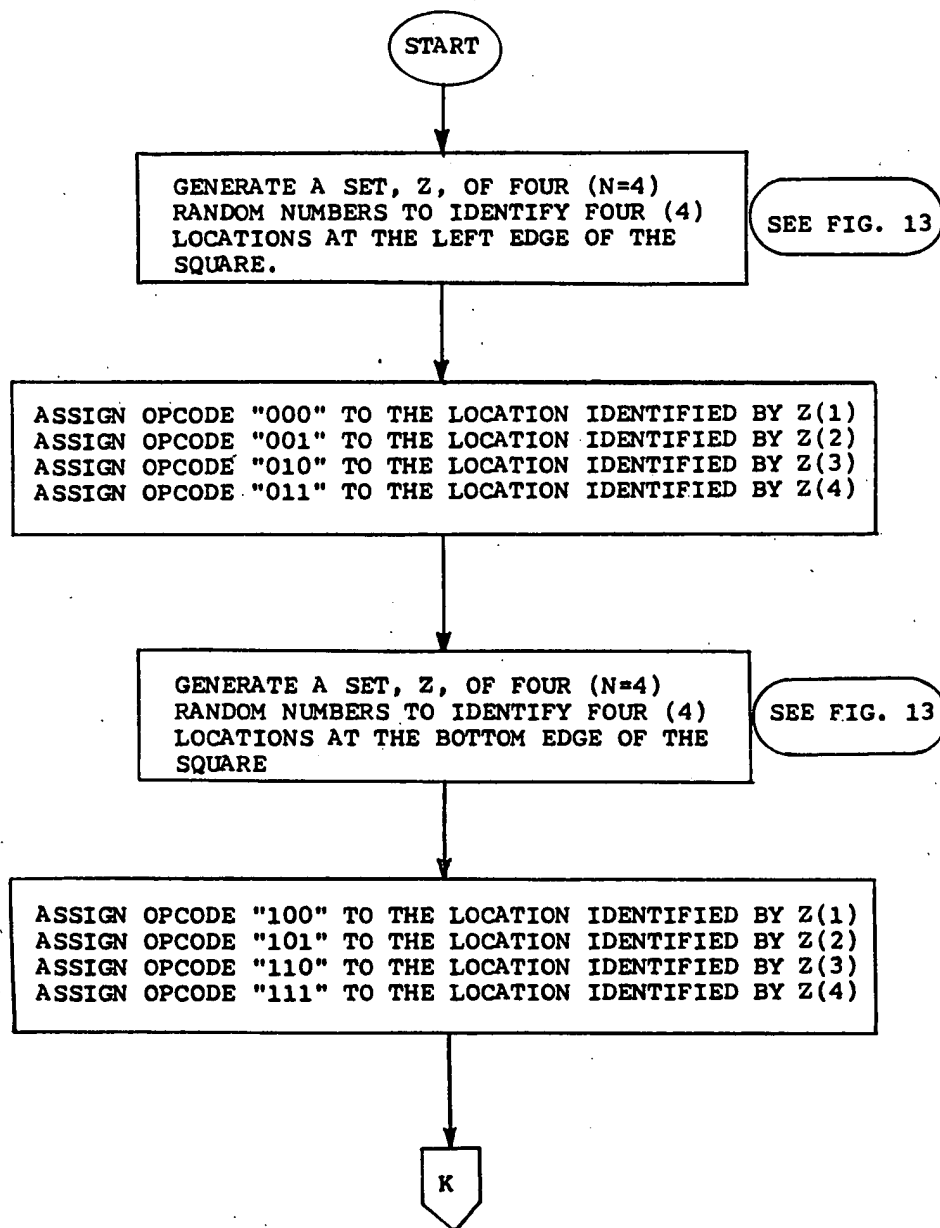 START
GENERATE A SET, Z, OF FOUR (N=4)
RANDOM NUMBERS TO IDENTIFY FOUR (4)
LOCATIONS AT THE LEFT EDGE OF THE
SQUARE.
SEE FIG. 13
ASSIGN OPCODE "000" TO THE LOCATION IDENTIFIED BY Z(1)
ASSIGN OPCODE "001" TO THE LOCATION IDENTIFIED BY Z(2)
ASSIGN OPCODE "010" TO THE LOCATION IDENTIFIED BY Z(3)
ASSIGN OPCODE "011" TO THE LOCATION IDENTIFIED BY Z(4)
GENERATE A SET, Z, OF FOUR (N=4)
RANDOM NUMBERS TO IDENTIFY FOUR (4)
LOCATIONS AT THE BOTTOM EDGE OF THE
SQUARE
SEE FIG. 13
ASSIGN OPCODE "100" TO THE LOCATION IDENTIFIED BY Z(1)
ASSIGN OPCODE "101" TO THE LOCATION IDENTIFIED BY Z(2)
ASSIGN OPCODE "110" TO THE LOCATION IDENTIFIED BY Z(3)
ASSIGN OPCODE "111" TO THE LOCATION IDENTIFIED BY Z(4)
K